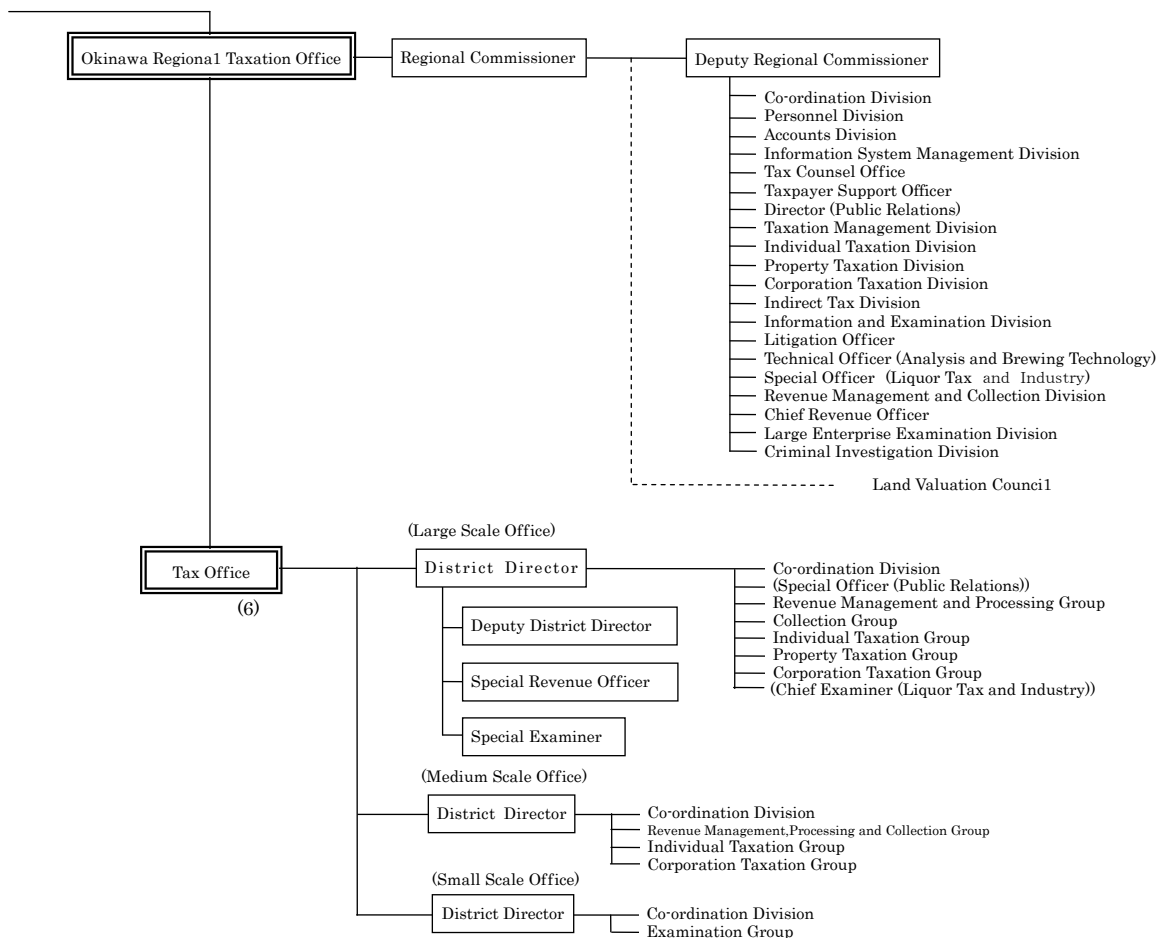 Okinawa Regiona1 Taxation Office
Regional Commissioner
Deputy Regional Commissioner
Co-ordination Division
Personnel Division
Accounts Division
Information System Management Division
Tax Counsel Office
Taxpayer Support Officer
Director (Public Relations)
Taxation Management Division
Individual Taxation Division
Property Taxation Division
Corporation Taxation Division
Indirect Tax Division
Information and Examination Division
Litigation Officer
Technical Officer (Analysis and Brewing Technology)
Special Officer (Liquor Tax and Industry)
Revenue Management and Collection Division
Chief Revenue Officer
Large Enterprise Examination Division
Criminal Investigation Division
Land Valuation Counci1
Tax Office
(6)
(Large Scale Office)
District Director
Deputy District Director
Special Revenue Officer
Special Examiner
Co-ordination Division
(Special Officer (Public Relations))
Revenue Management and Processing Group
Collection Group
Individual Taxation Group
Property Taxation Group
Corporation Taxation Group
(Chief Examiner (Liquor Tax and Industry))
(Medium Scale Office)
District Director
Co-ordination Division
Revenue Management,Processing and Collection Group
Individual Taxation Group
Corporation Taxation Group
(Small Scale Office)
District Director
Co-ordination Division
Examination Group